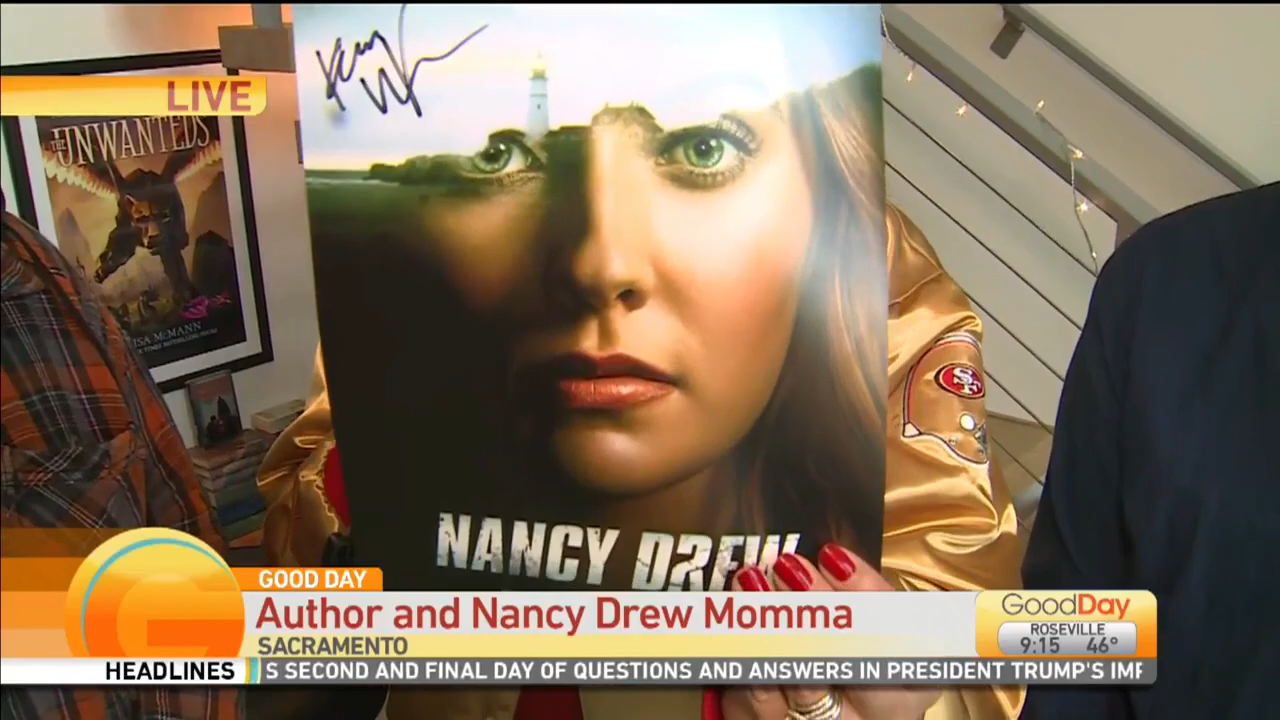 LIVE
THE
UNWANTEDS
LISA McMANN
NANCY DREW
GOOD DAY
Author and Nancy Drew Momma
SACRAMENTO
GoodDay
ROSEVILLE
9:15 46°
SF
HEADLINES
S SECOND AND FINAL DAY OF QUESTIONS AND ANSWERS IN PRESIDENT TRUMP'S IMP